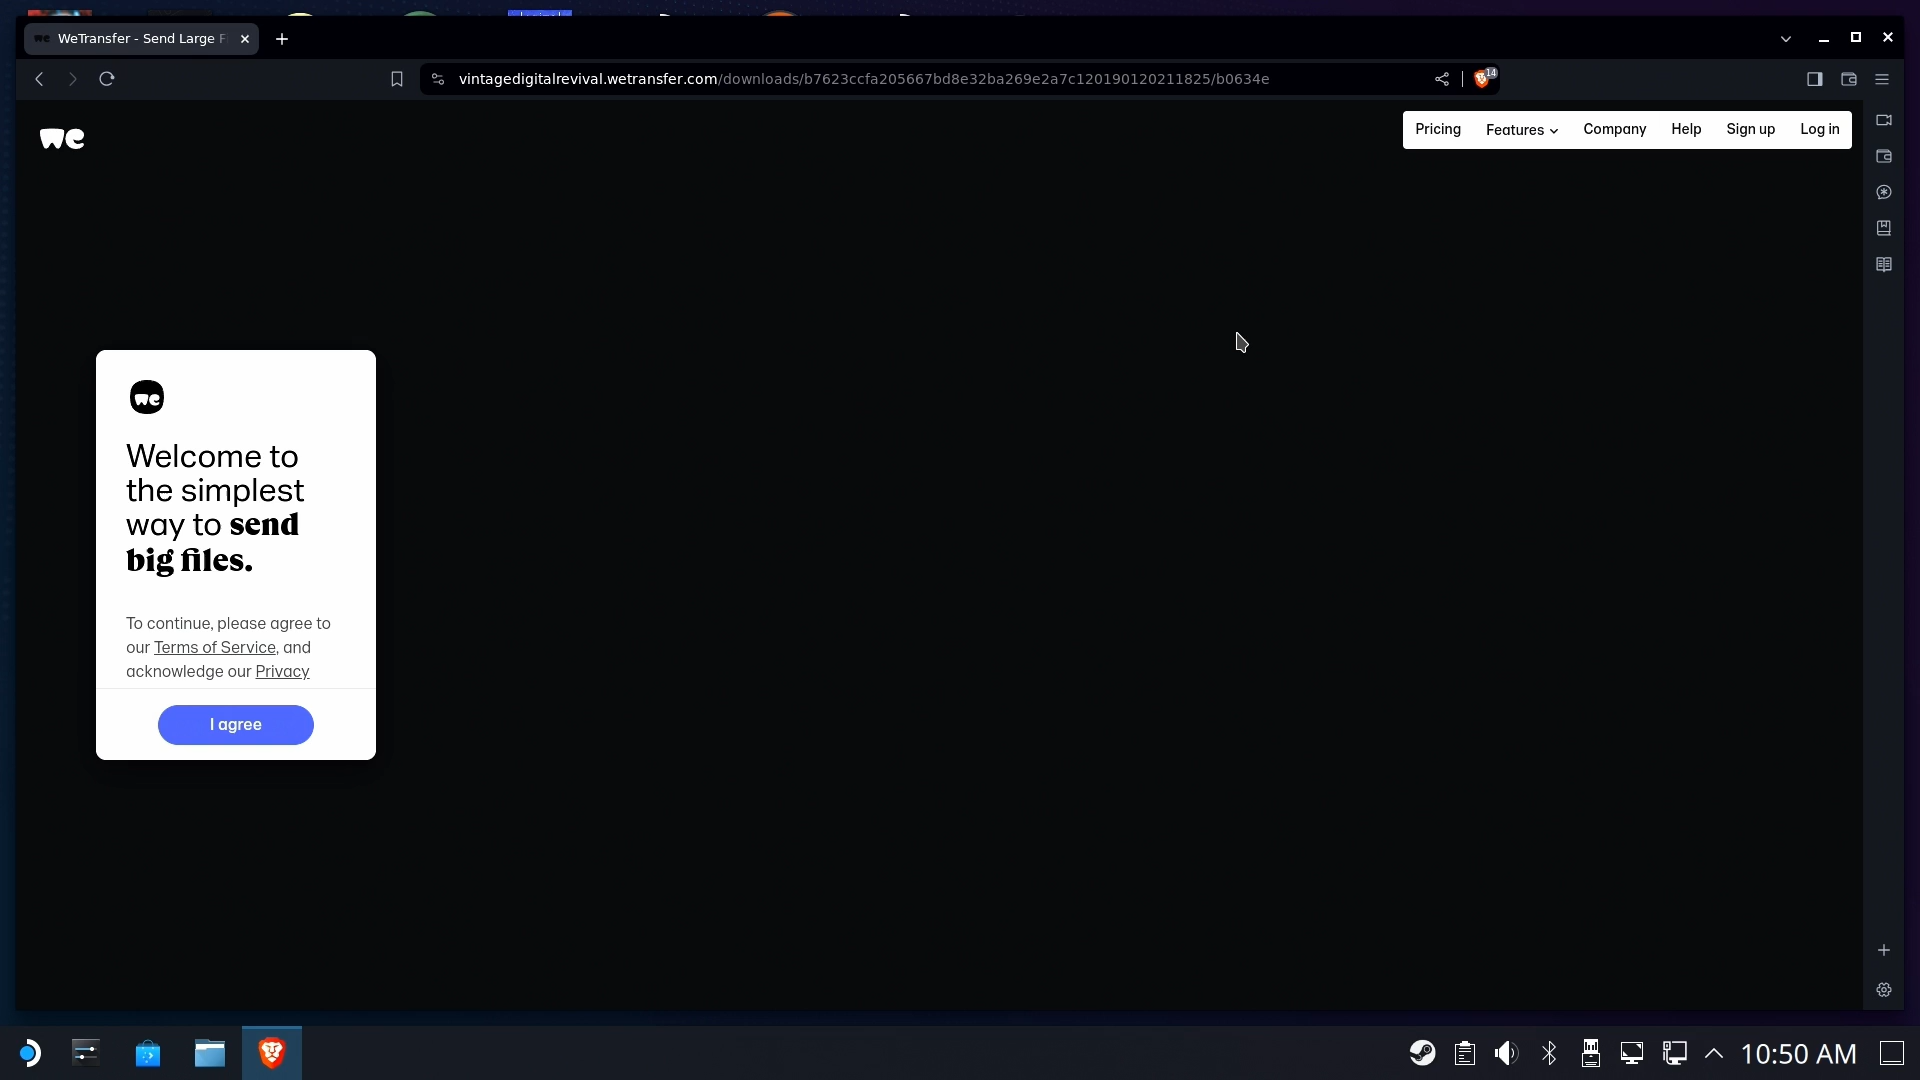 WeTransfer - Send Large F
vintagedigitalrevival.wetransfer.com/downloads/b7623ccfa205667bd8e32ba269e2a7c120190120211825/b0634e
14
we
Pricing
Features
Company
Help
Sign up
Log in
we
Welcome to
the simplest
way to send
big files.
To continue, please agree to
our Terms of Service, and
acknowledge our Privacy
I agree
10:50 AM